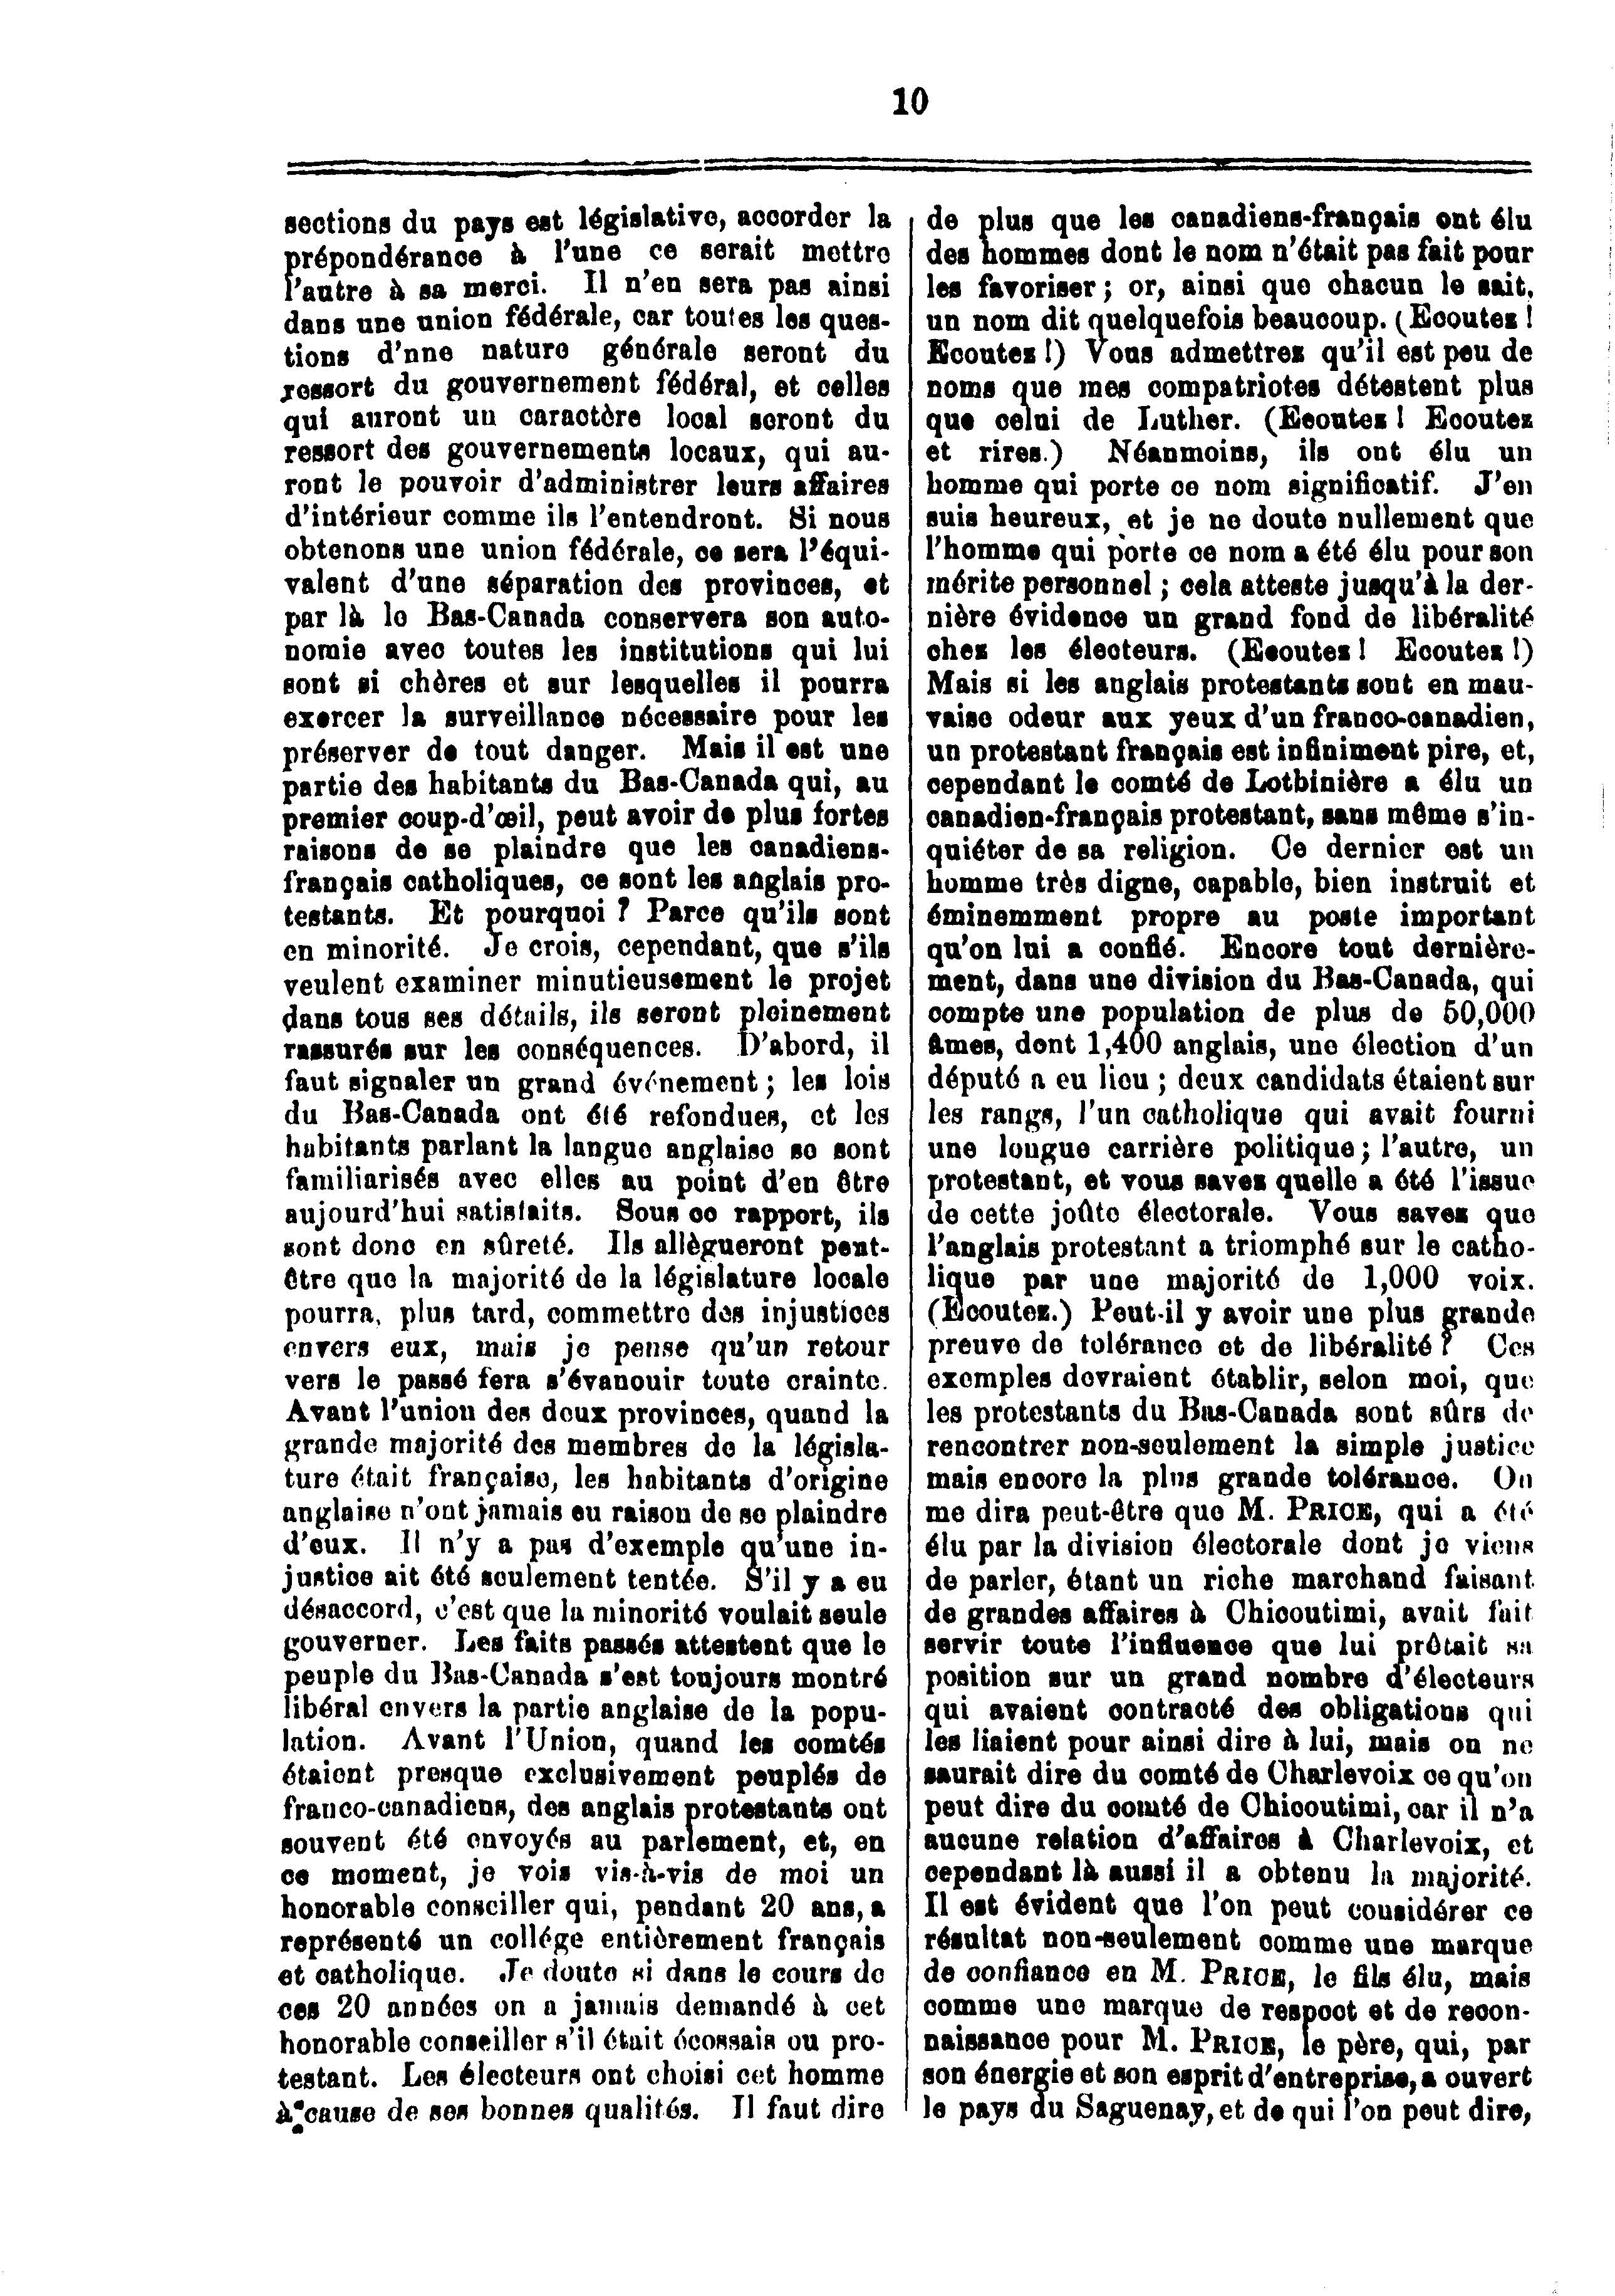 10
sections du pays est législative, accorder la
prépondérance à l'une ce serait mettre
l'autre à sa merci. Il n'en sera pas ainsi
dans une union fédérale, car toutes les ques-
tions d'nne nature générale seront du
ressort du gouvernement fédéral, et celles
qui auront un caractère local seront du
ressort des gouvernements locaux, qui au-
ront le pouvoir d'administrer leurs affaires
d'intérieur comme ils l'entendront. Si nous
obtenons une union fédérale, ce sera l'équi-
valent d'une séparation des provinces, et
par là le Bas-Canada conservera son auto-
nomie avec toutes les institutions qui lui
sont si chères et sur lesquelles il pourra
exercer la surveillance nécessaire pour les
préserver de tout danger. Mais il est une
partie des habitants du Bas-Canada qui, au
premier coup-d'œil, peut avoir de plus fortes
raisons de se plaindre que les canadiens-
français catholiques, ce sont les anglais pro-
testants. Et pourquoi ? Parce qu'ils sont
en minorité. Je crois, cependant, que s'ils
veulent examiner minutieusement le projet
dans tous ses détails, ils seront pleinement
rassurés sur les conséquences. D'abord, il
faut signaler un grand événement ; les lois
du Bas-Canada ont été refondues, et les
habitants parlant la langue anglaise se sont
familiarisés avec elles au point d'en être
aujourd'hui satisfaits. Sous ce rapport, ils
sont donc en sûreté. Ils allègueront peut-
être que la majorité de la législature locale
pourra, plus tard, commettre des injustices
envers eux, mais je pense qu'un retour
vers le passé fera s'évanouir toute crainte.
Avant l'union des deux provinces, quand la
grande majorité des membres de la législa-
ture était française, les habitants d'origine
anglaise n'ont jamais eu raison de se plaindre
d'eux. Il n'y a pas d'exemple qu'une in-
justice ait été seulement tentée. S'il y a eu
désaccord, c'est que la minorité voulait seule
gouverner. Les faits passés attestent que le
peuple du Bas-Canada s'est toujours montré
libéral envers la partie anglaise de la popu-
lation. Avant l'Union, quand les comtés
étaient presque exclusivement peuplés de
franco-canadiens, des anglais protestants ont
souvent été envoyés au parlement, et, en
ce moment, je vois vis-à-vis de moi un
honorable conseiller qui, pendant 20 ans, a
représenté un collége entièrement français
et catholique. Je doute si dans le cours de
ces 20 années on a jamais demandé à cet
honorable conseiller s'il était écossais ou pro-
testant. Les électeurs ont choisi cet homme
à cause de ses bonnes qualités. Il faut dire
de plus que les canadiens-français ont élu
des hommes dont le nom n'était pas fait pour
les favoriser ; or, ainsi que chacun le sait,
un nom dit quelquefois beaucoup. (Ecoutez !
Ecoutez !) Vous admettrez qu'il est peu de
noms que mes compatriotes détestent plus
que celui de Luther. (Ecoutez ! Ecoutez
et rires.) Néanmoins, ils ont élu un
homme qui porte ce nom significatif. J'en
suis heureux, et je ne doute nullement que
l'homme qui porte ce nom a été élu pour son
mérite personnel ; cela atteste jusqu'à la der-
nière évidence un grand fond de libéralité
chez les électeurs. (Ecoutez ! Ecoutez !)
Mais si les anglais protestants sont en mau-
vaise odeur aux yeux d'un franco-canadien,
un protestant français est infiniment pire, et,
cependant le comté de Lotbinière a élu un
canadien-français protestant, sans même s'in-
quiéter de sa religion. Ce dernier est un
homme très digne, capable, bien instruit et
éminemment propre au poste important
qu'on lui a confié. Encore tout dernière-
ment, dans une division du Bas-Canada, qui
compte une population de plus de 50,000
âmes, dont 1,400 anglais, une élection d'un
député a eu lieu ; deux candidats étaient sur
les rangs, l'un catholique qui avait fourni
une longue carrière politique ; l'autre, un
protestant, et vous savez quelle a été l'issue
de cette joûte électorale. Vous savez que
l'anglais protestant a triomphé sur le catho-
lique par une majorité de 1,000 voix.
(Ecoutez.) Peut-il y avoir une plus grande
preuve de tolérance et de libéralité ? Ces
exemples devraient établir, selon moi, que
les protestants du Bas-Canada sont sûrs de
rencontrer non-seulement la simple justice
mais encore la plus grande tolérance. On
me dira peut-être que M. PRICE, qui a été
élu par la division électorale dont je viens
de parler, étant un riche marchand faisant
de grandes affaires à Chicoutimi, avait fait
servir toute l'influence que lui prêtait sa
position sur un grand nombre d'électeurs
qui avaient contracté des obligations qui
les liaient pour ainsi dire à lui, mais on ne
saurait dire du comté de Charlevoix ce qu'on
peut dire du comté de Chicoutimi, car il n'a
aucune relation d'affaires à Charlevoix, et
cependant là aussi il a obtenu la majorité.
Il est évident que l'on peut considérer ce
résultat non-seulement comme une marque
de confiance en M. PRICE, le fils élu, mais
comme une marque de respect et de recon-
naissance pour M. PRICE, le père, qui, par
son énergie et son esprit d'entreprise, a ouvert
le pays du Saguenay, et de qui l'on peut dire,